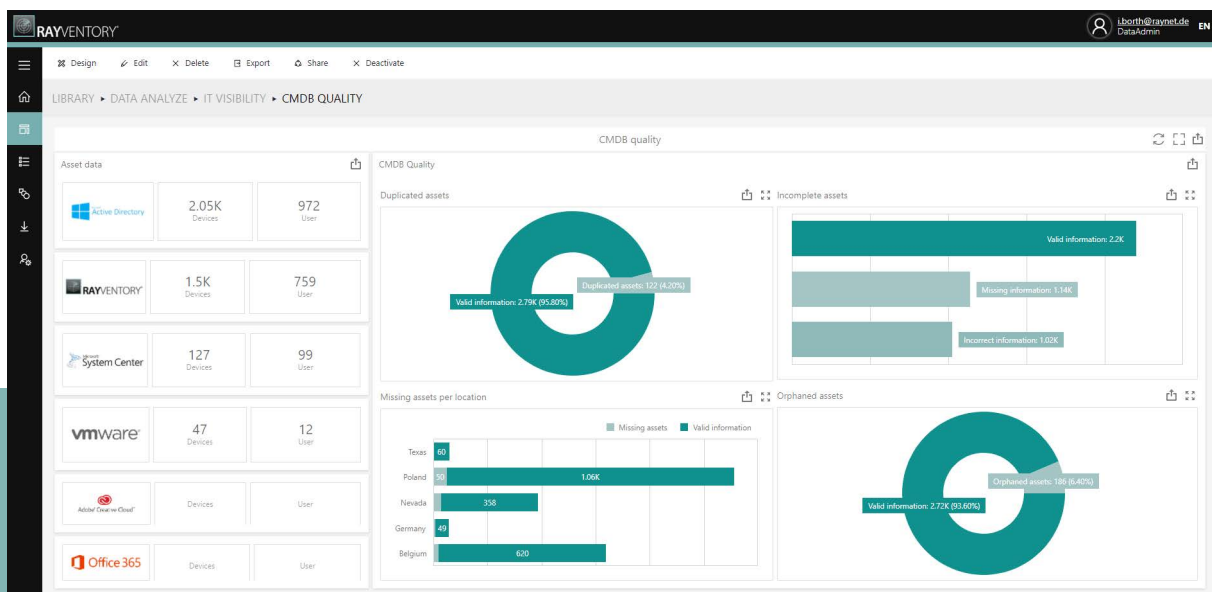 RAYVENTORY
i.borth@raynet.de
DataAdmin
EN
Design Edit Delete Export Share Deactivate
LIBRARY ▸ DATA ANALYZE ▸ IT VISIBILITY ▸ CMDB QUALITY
CMDB quality
Asset data
Active Directory
2.05K
Devices
972
User
RAYVENTORY
1.5K
Devices
759
User
System Center
127
Devices
99
User
vmware
47
Devices
12
User
Adobe Creative Cloud
Devices
User
Office 365
Devices
User
CMDB Quality
Duplicated assets
Duplicated assets: 122 (4.20%)
Valid information: 2.79K (95.80%)
Incomplete assets
Valid information: 2.2K
Missing information: 1.14K
Incorrect information: 1.02K
Missing assets per location
Missing assets Valid information
Texas 60
Poland 50 1.06K
Nevada 358
Germany 49
Belgium 620
Orphaned assets
Orphaned assets: 186 (6.40%)
Valid information: 2.72K (93.60%)